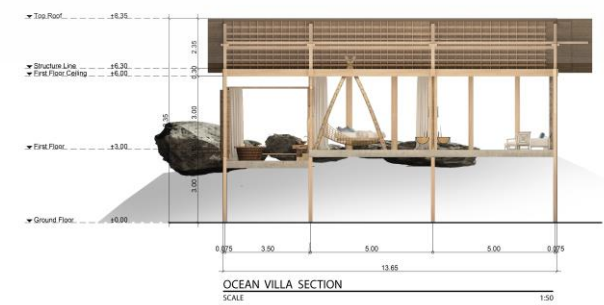 Top Roof +8.35
Structure Line +6.30
First Floor Ceiling +6.00
First Floor +3.00
Ground Floor ±0.00
2.35
0.30
3.00
3.00
0.075 3.50 5.00 5.00 0.075
13.65
OCEAN VILLA SECTION
SCALE 1:50